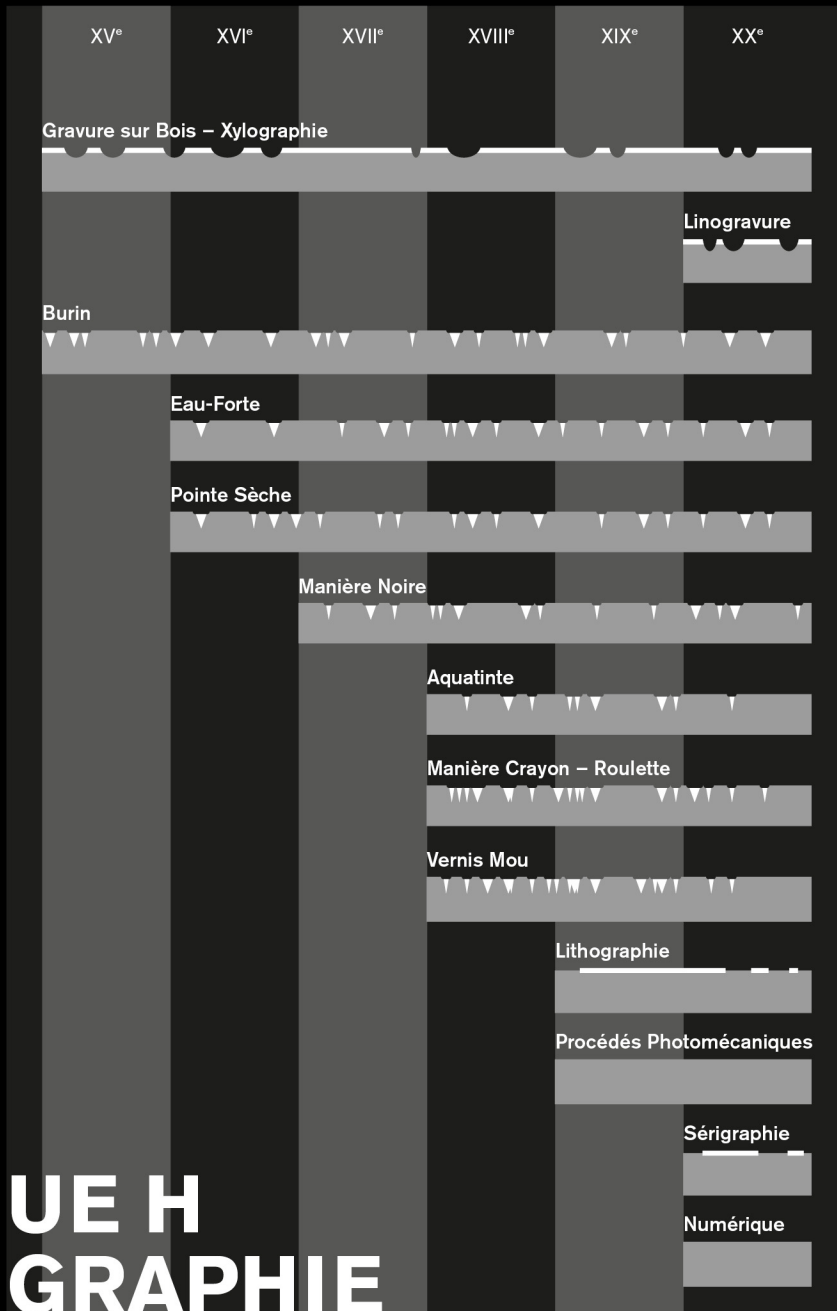 XVᵉ XVIᵉ XVIIᵉ XVIIIᵉ XIXᵉ XXᵉ
Gravure sur Bois – Xylographie
Linogravure
Burin
Eau-Forte
Pointe Sèche
Manière Noire
Aquatinte
Manière Crayon – Roulette
Vernis Mou
Lithographie
Procédés Photomécaniques
Sérigraphie
Numérique
UE H
GRAPHIE